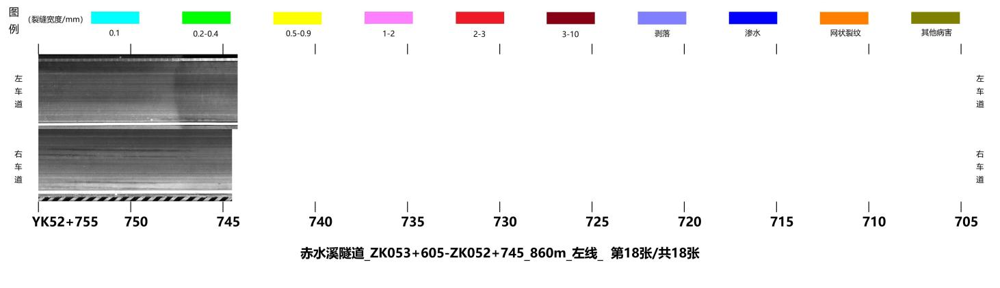 图例
(裂缝宽度/mm)
0.1 0.2-0.4 0.5-0.9 1-2 2-3 3-10 剥落 渗水 网状裂纹 其他病害
左车道 左车道
右车道 右车道
YK52+755 750 745 740 735 730 725 720 715 710 705
赤水溪隧道_ZK053+605-ZK052+745_860m_左线_ 第18张/共18张